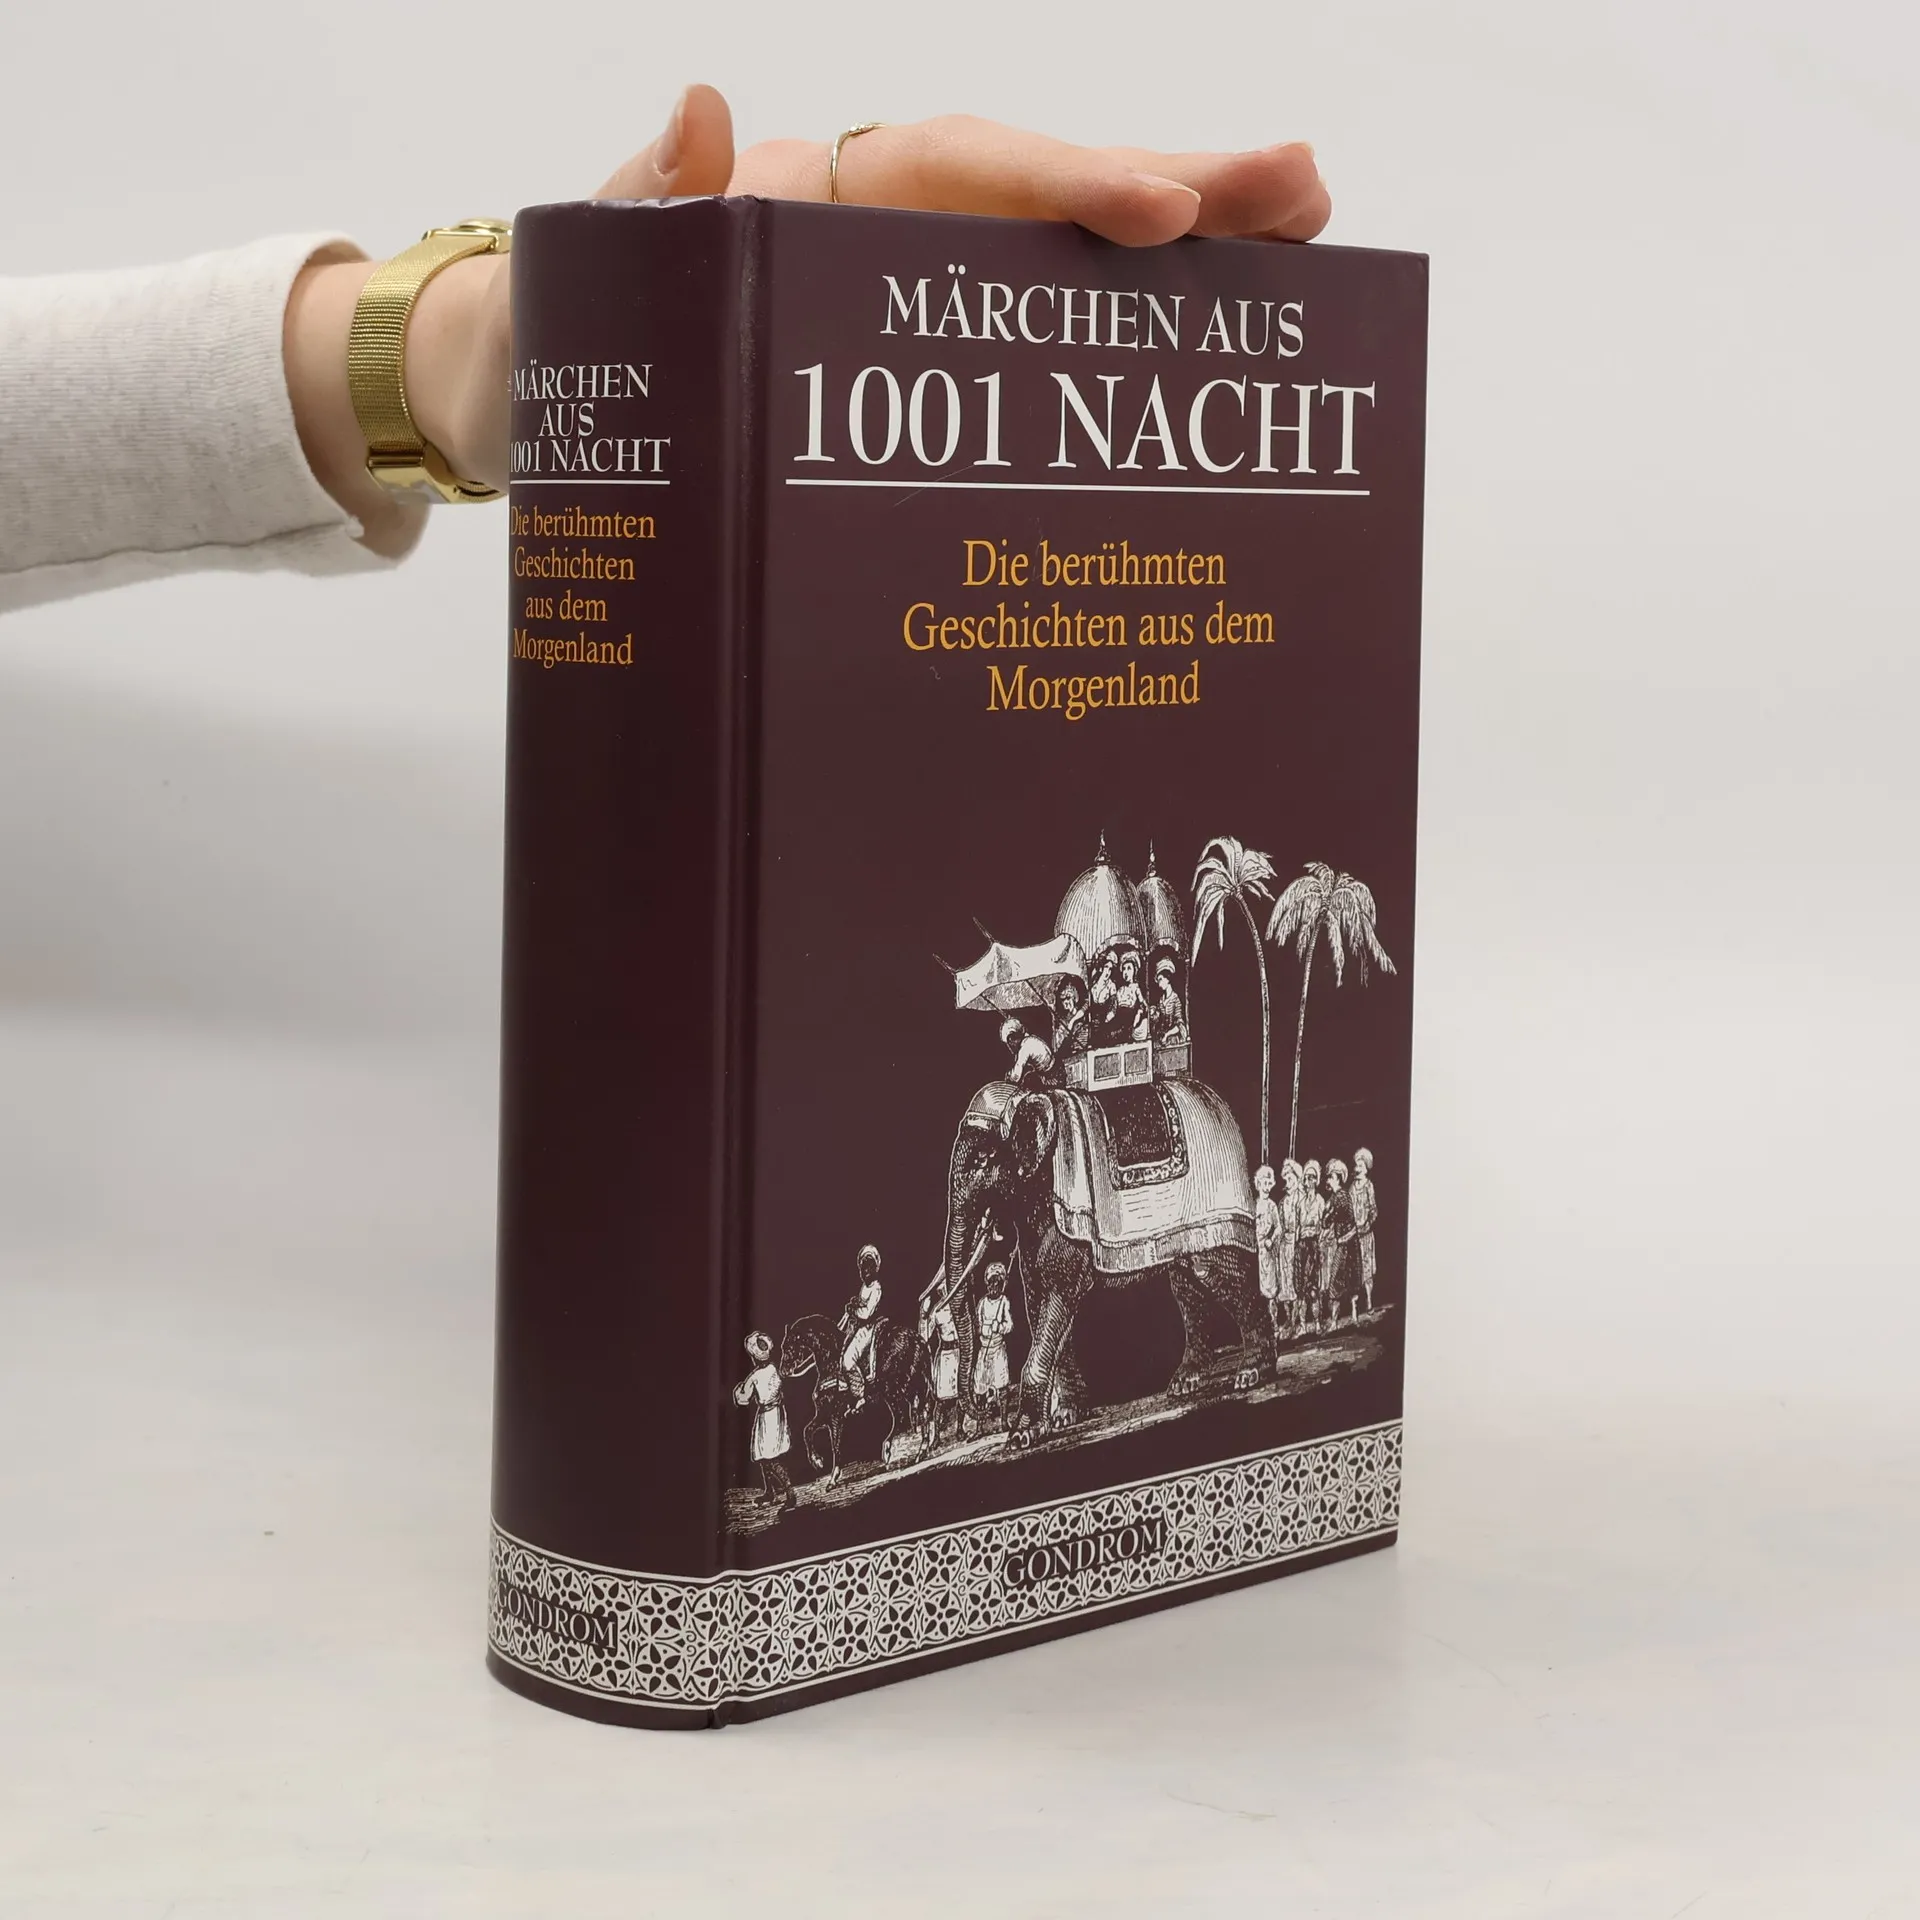 MÄRCHEN
AUS
1001 NACHT
Die berühmten
Geschichten
aus dem
Morgenland
GONDROM
MÄRCHEN AUS
1001 NACHT
Die berühmten
Geschichten aus dem
Morgenland
GONDROM